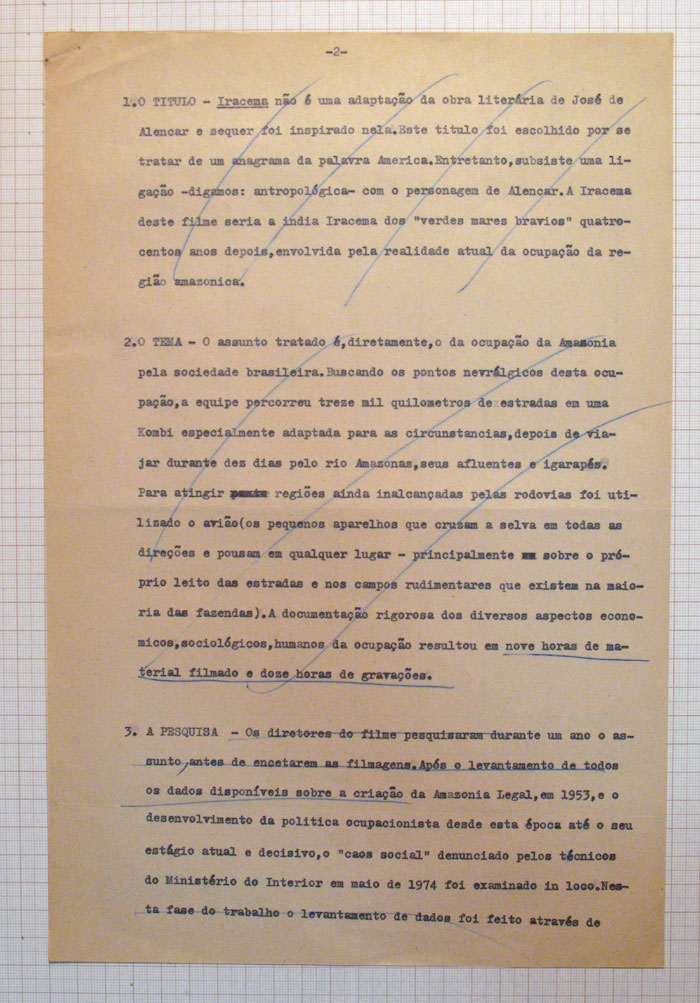 -2-
1.O TITULO - Iracema não é uma adaptação da obra literária de José de
Alencar e sequer foi inspirado nela.Este titulo foi escolhido por se
tratar de um anagrama da palavra America.Entretanto,subsiste uma li-
gação -digamos: antropológica- com o personagem de Alencar.A Iracema
deste filme seria a india Iracema dos "verdes mares bravios" quatro-
centos anos depois,envolvida pela realidade atual da ocupação da re-
gião amazonica.
2.O TEMA - O assunto tratado é,diretamente,o da ocupação da Amazonia
pela sociedade brasileira.Buscando os pontos nevrálgicos desta ocu-
pação,a equipe percorreu treze mil quilometros de estradas em uma
Kombi especialmente adaptada para as circunstancias,depois de via-
jar durante dez dias pelo rio Amazonas,seus afluentes e igarapés.
Para atingir regiões ainda inalcançadas pelas rodovias foi uti-
lizado o avião(os pequenos aparelhos que cruzam a selva em todas as
direções e pousam em qualquer lugar - principalmente sobre o pró-
prio leito das estradas e nos campos rudimentares que existem na maio-
ria das fazendas).A documentação rigorosa dos diversos aspectos econo-
micos,sociológicos,humanos da ocupação resultou em nove horas de ma-
terial filmado e doze horas de gravações.
3. A PESQUISA - Os diretores do filme pesquisaram durante um ano o as-
sunto,antes de encetarem as filmagens.Após o levantamento de todos
os dados disponíveis sobre a criação da Amazonia Legal,em 1953,e o
desenvolvimento da politica ocupacionista desde esta época até o seu
estágio atual e decisivo,o "caos social" denunciado pelos técnicos
do Ministério do Interior em maio de 1974 foi examinado in loco.Nes-
ta fase do trabalho o levantamento de dados foi feito através de